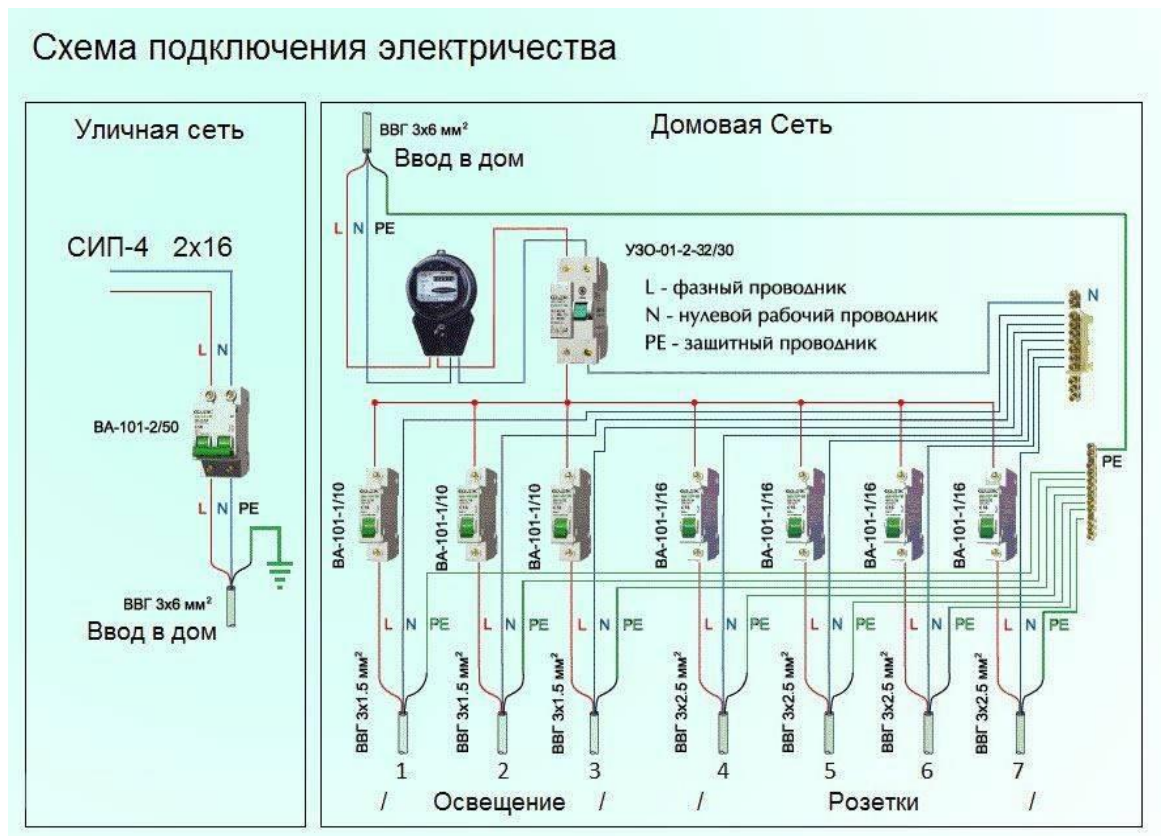 Схема подключения электричества
Уличная сеть
СИП-4 2х16
L N
ВА-101-2/50
L N PE
ВВГ 3х6 мм²
Ввод в дом
Домовая Сеть
ВВГ 3х6 мм²
Ввод в дом
L N PE
УЗО-01-2-32/30
L - фазный проводник
N - нулевой рабочий проводник
PE - защитный проводник
N
PE
ВА-101-1/10
ВА-101-1/10
ВА-101-1/10
ВА-101-1/16
ВА-101-1/16
ВА-101-1/16
ВА-101-1/16
L N PE L N PE L N PE L N PE L N PE L N PE L N PE
ВВГ 3х1.5 мм²
ВВГ 3х1.5 мм²
ВВГ 3х1.5 мм²
ВВГ 3х2.5 мм²
ВВГ 3х2.5 мм²
ВВГ 3х2.5 мм²
ВВГ 3х2.5 мм²
1 2 3 4 5 6 7
/ Освещение / / Розетки /